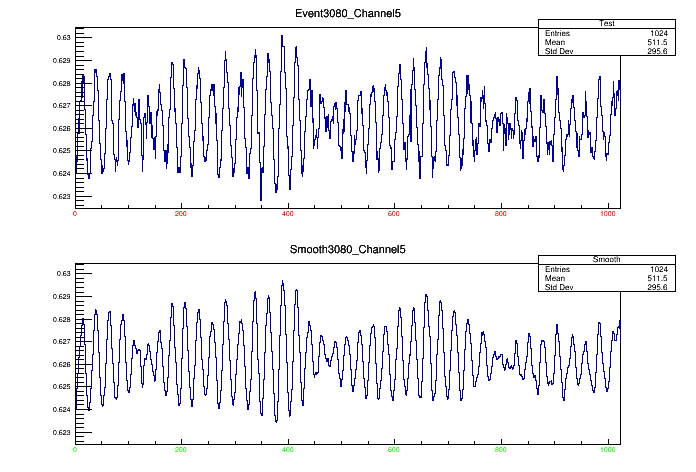 Event3080_Channel5
Test
Entries 1024
Mean 511.5
Std Dev 295.6
0.63
0.629
0.628
0.627
0.626
0.625
0.624
0.623
0 200 400 600 800 1000
Smooth3080_Channel5
Smooth
Entries 1024
Mean 511.5
Std Dev 295.6
0.63
0.629
0.628
0.627
0.626
0.625
0.624
0.623
0 200 400 600 800 1000